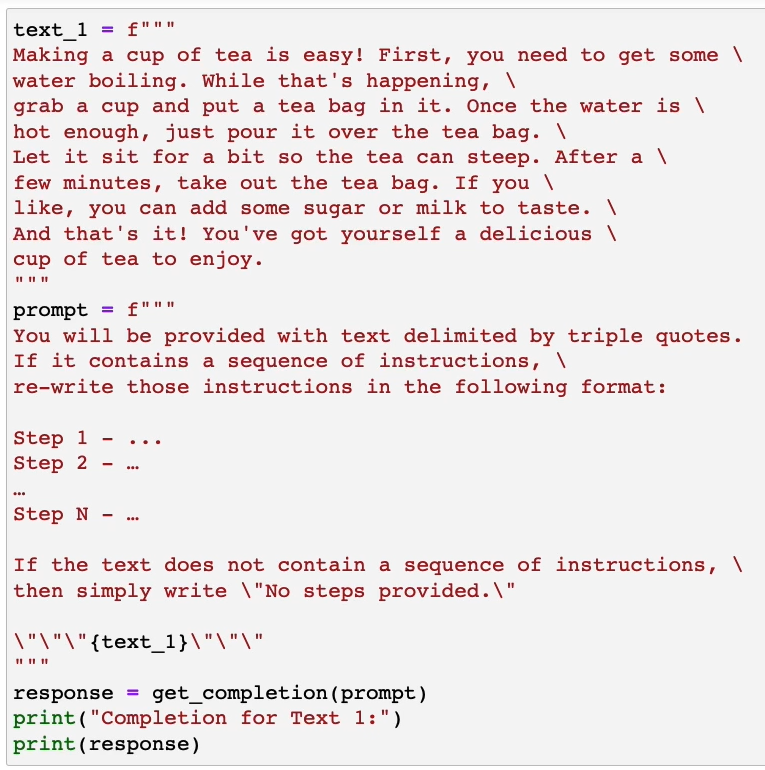 text_1 = f"""
Making a cup of tea is easy! First, you need to get some \
water boiling. While that's happening, \
grab a cup and put a tea bag in it. Once the water is \
hot enough, just pour it over the tea bag. \
Let it sit for a bit so the tea can steep. After a \
few minutes, take out the tea bag. If you \
like, you can add some sugar or milk to taste. \
And that's it! You've got yourself a delicious \
cup of tea to enjoy.
"""
prompt = f"""
You will be provided with text delimited by triple quotes.
If it contains a sequence of instructions, \
re-write those instructions in the following format:

Step 1 - ...
Step 2 - …
…
Step N - …

If the text does not contain a sequence of instructions, \
then simply write \"No steps provided.\"

\"\"\"{text_1}\"\"\"
"""
response = get_completion(prompt)
print("Completion for Text 1:")
print(response)